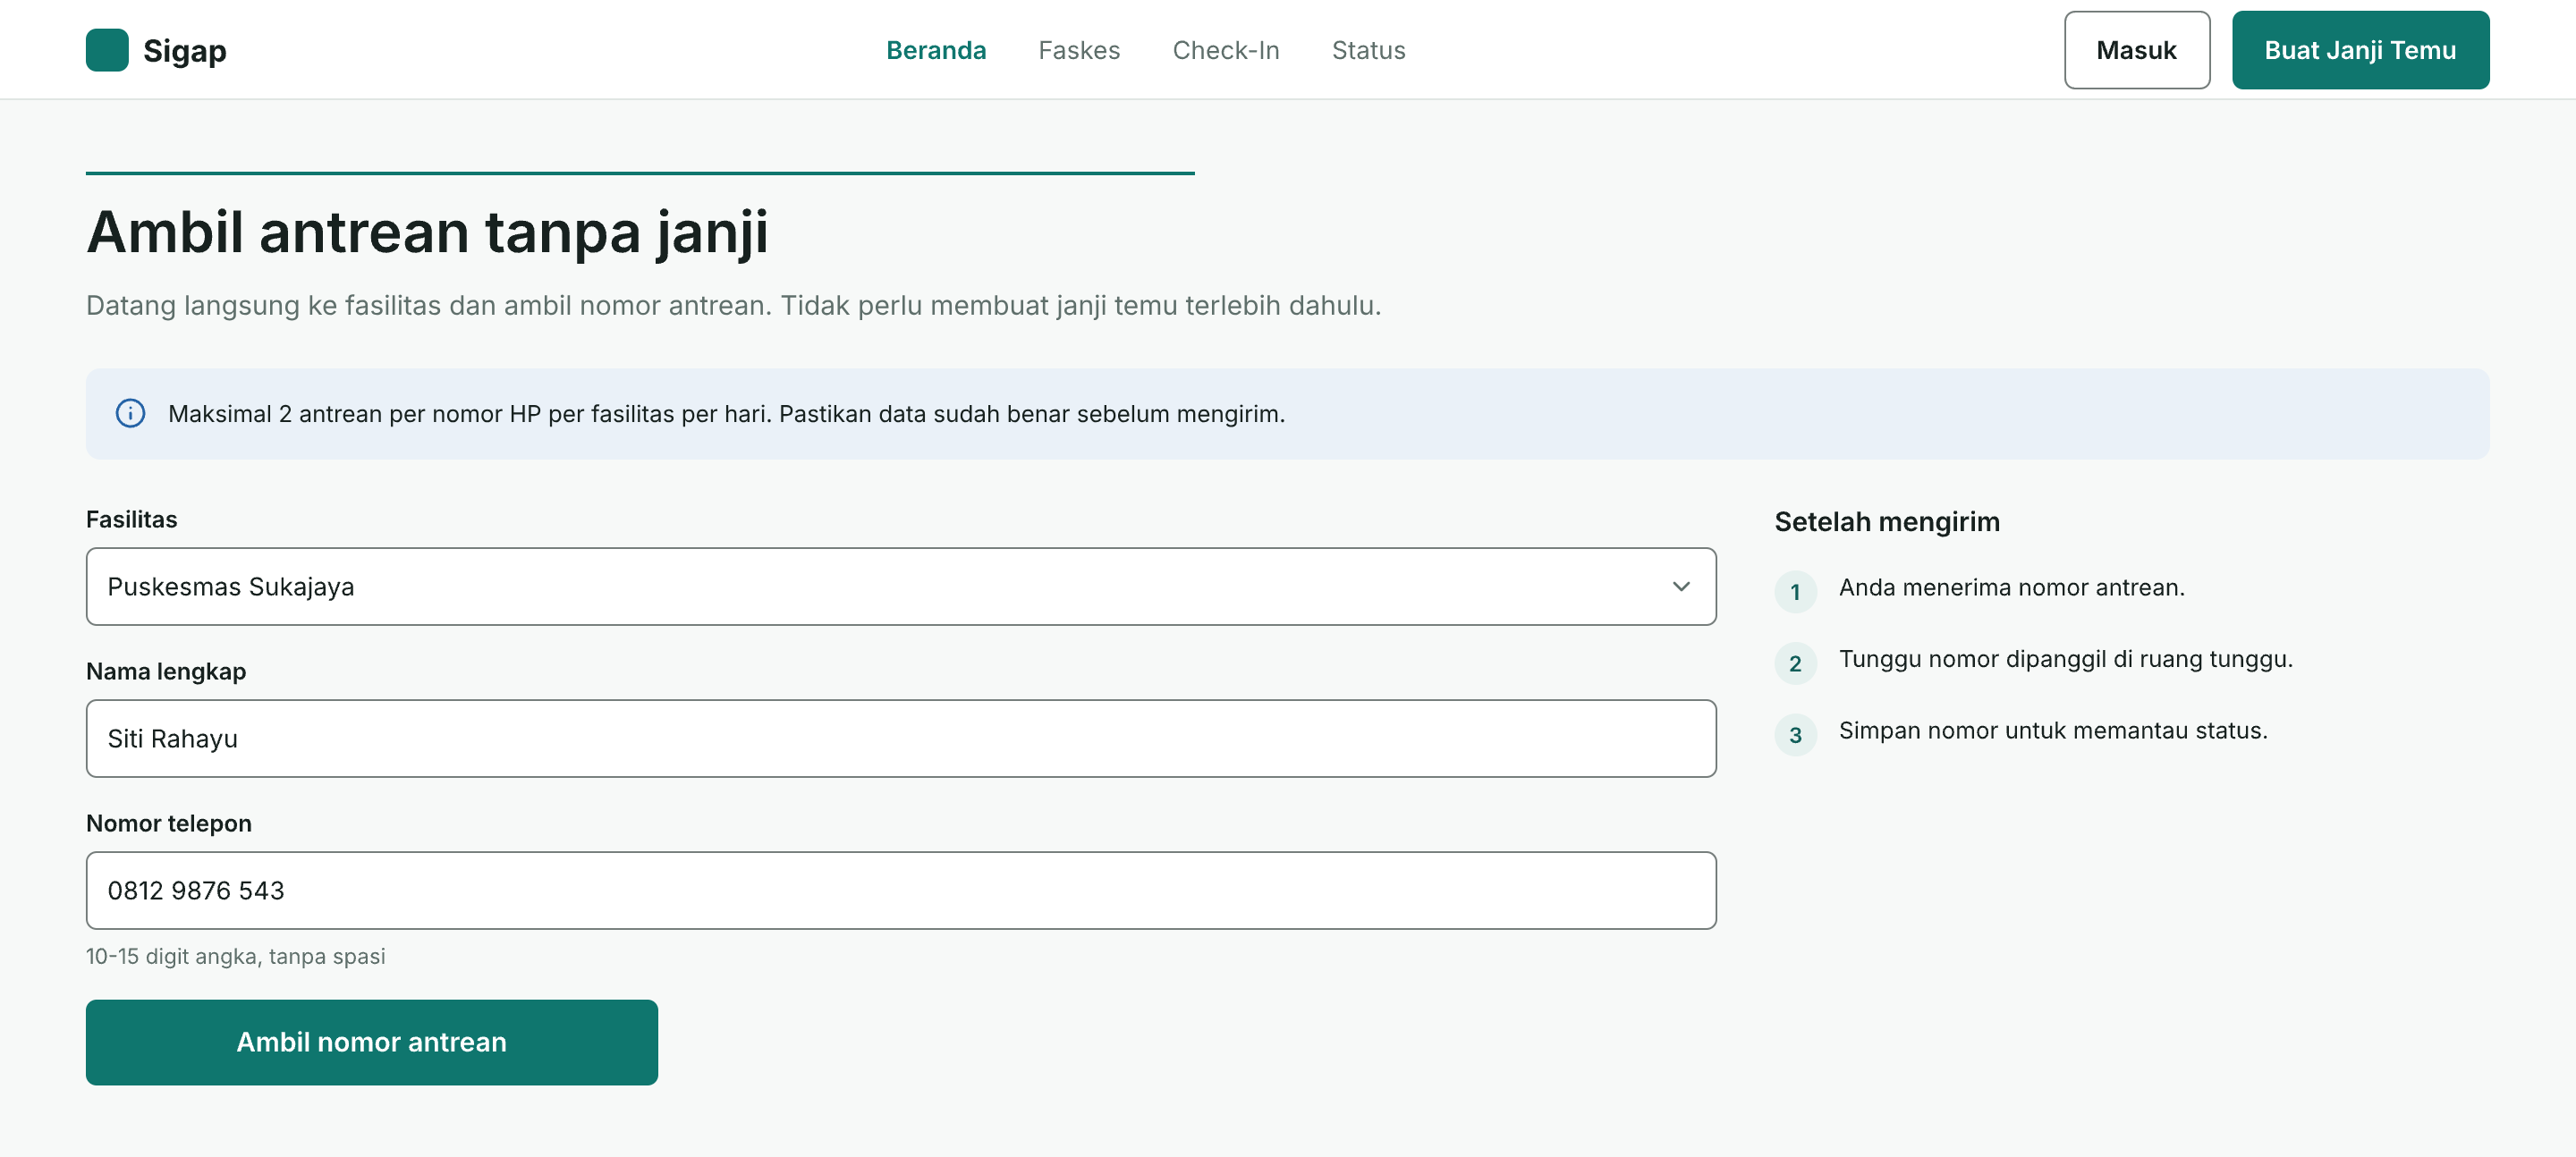 Sigap
Beranda
Faskes
Check-In
Status
Masuk
Buat Janji Temu
Ambil antrean tanpa janji
Datang langsung ke fasilitas dan ambil nomor antrean. Tidak perlu membuat janji temu terlebih dahulu.
Maksimal 2 antrean per nomor HP per fasilitas per hari. Pastikan data sudah benar sebelum mengirim.
Fasilitas
Puskesmas Sukajaya
Nama lengkap
Siti Rahayu
Nomor telepon
0812 9876 543
10-15 digit angka, tanpa spasi
Ambil nomor antrean
Setelah mengirim
1 Anda menerima nomor antrean.
2 Tunggu nomor dipanggil di ruang tunggu.
3 Simpan nomor untuk memantau status.